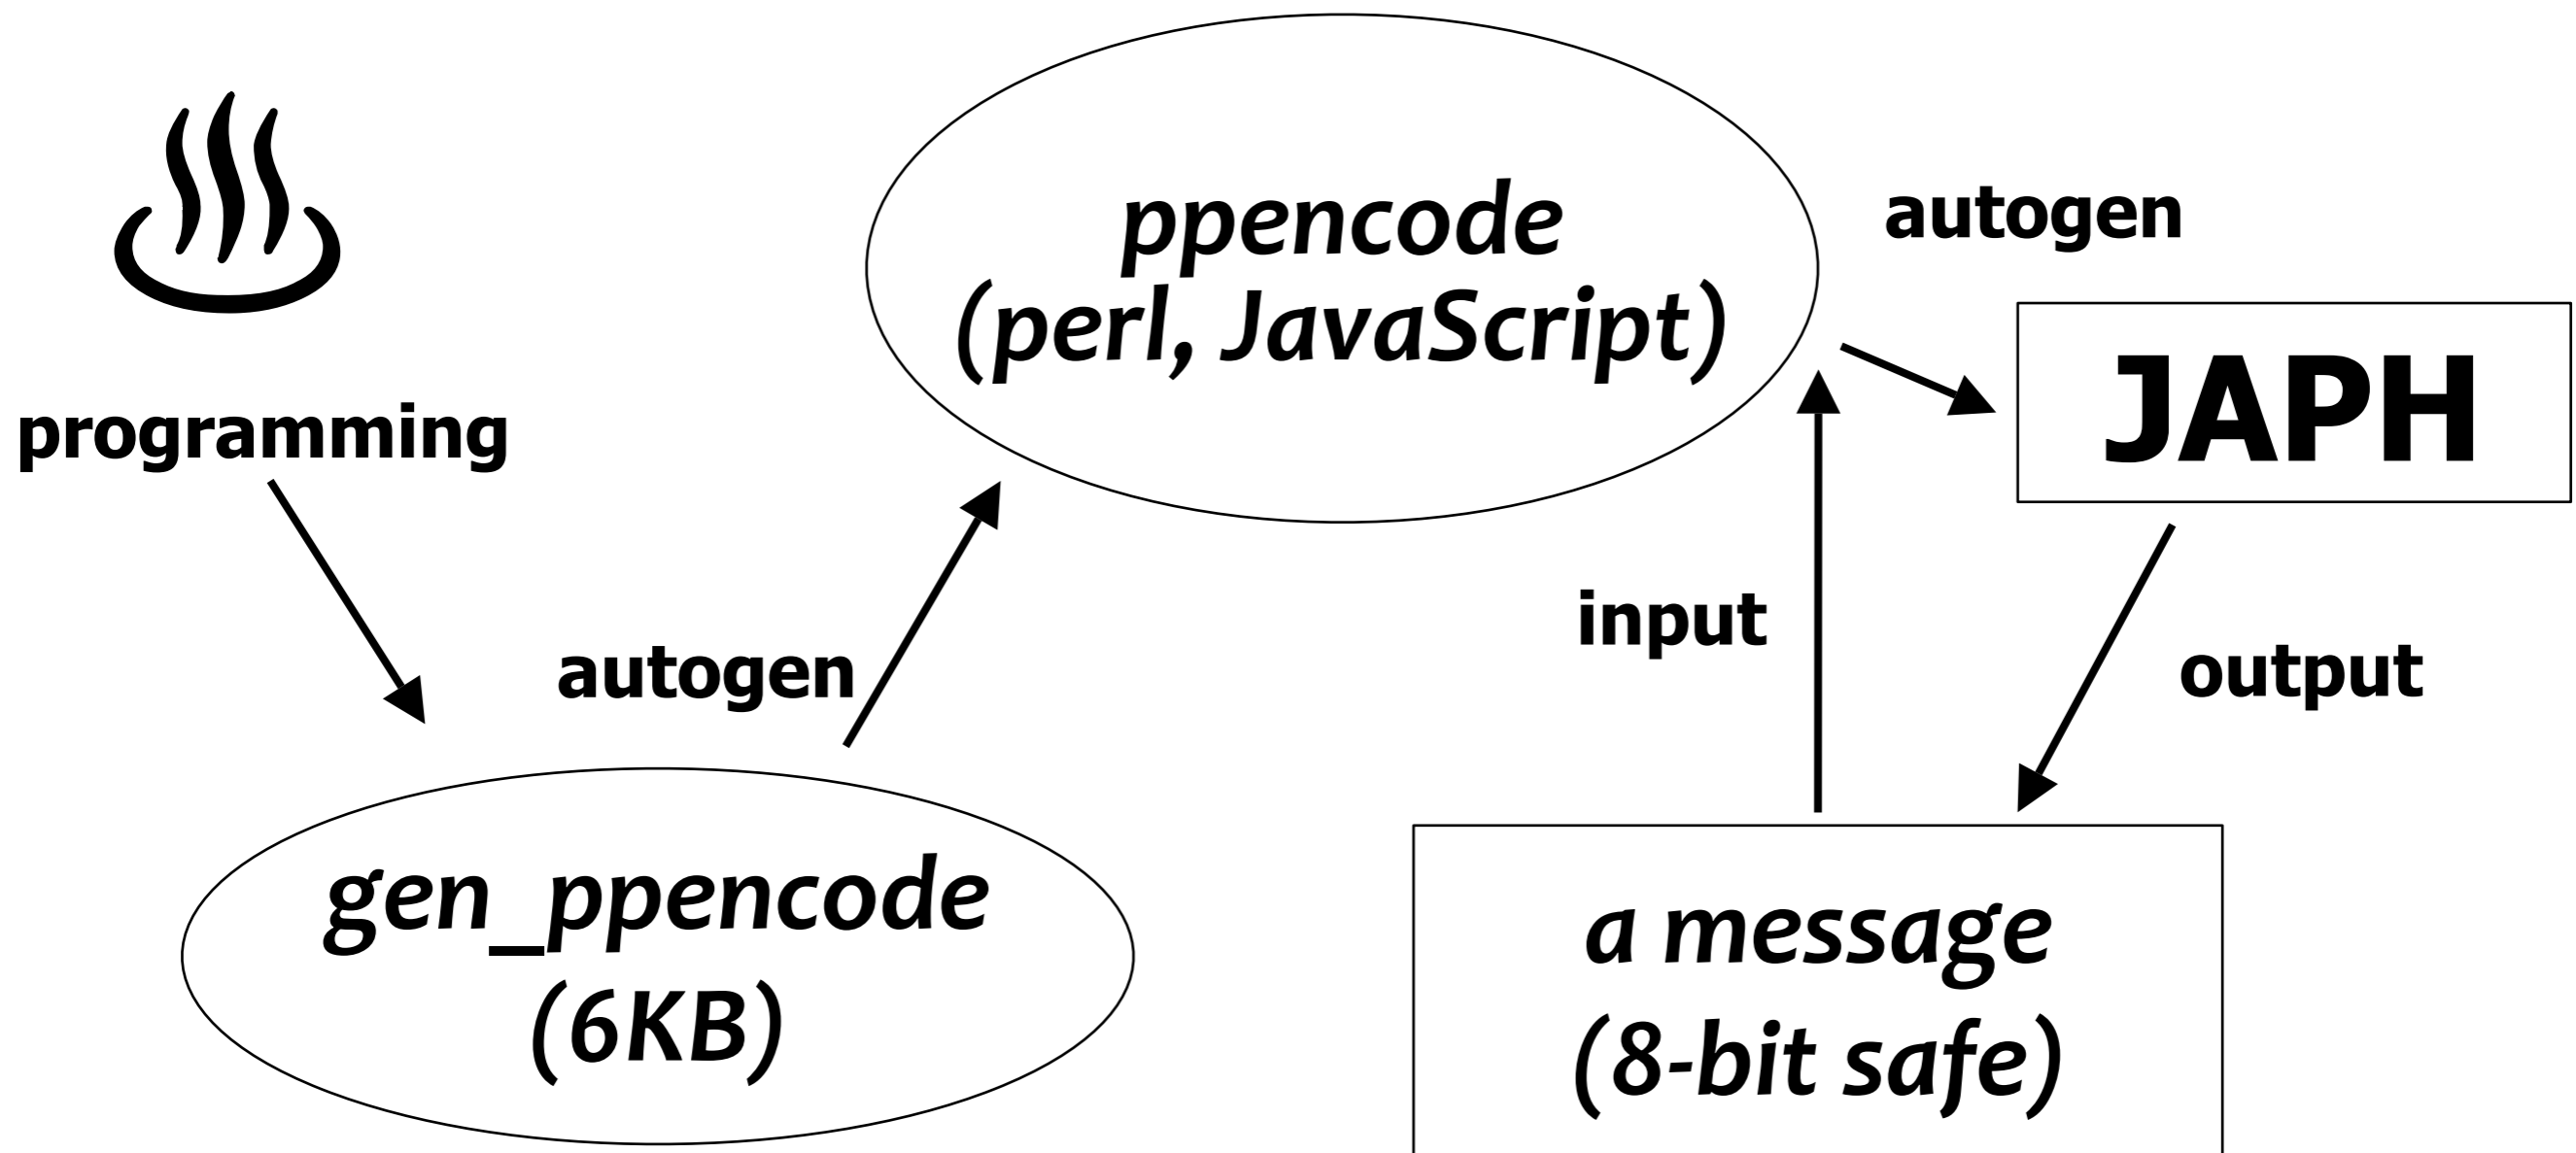 ppencode
(perl, JavaScript)
autogen
JAPH
programming
input
autogen
output
gen_ppencode
(6KB)
a message
(8-bit safe)